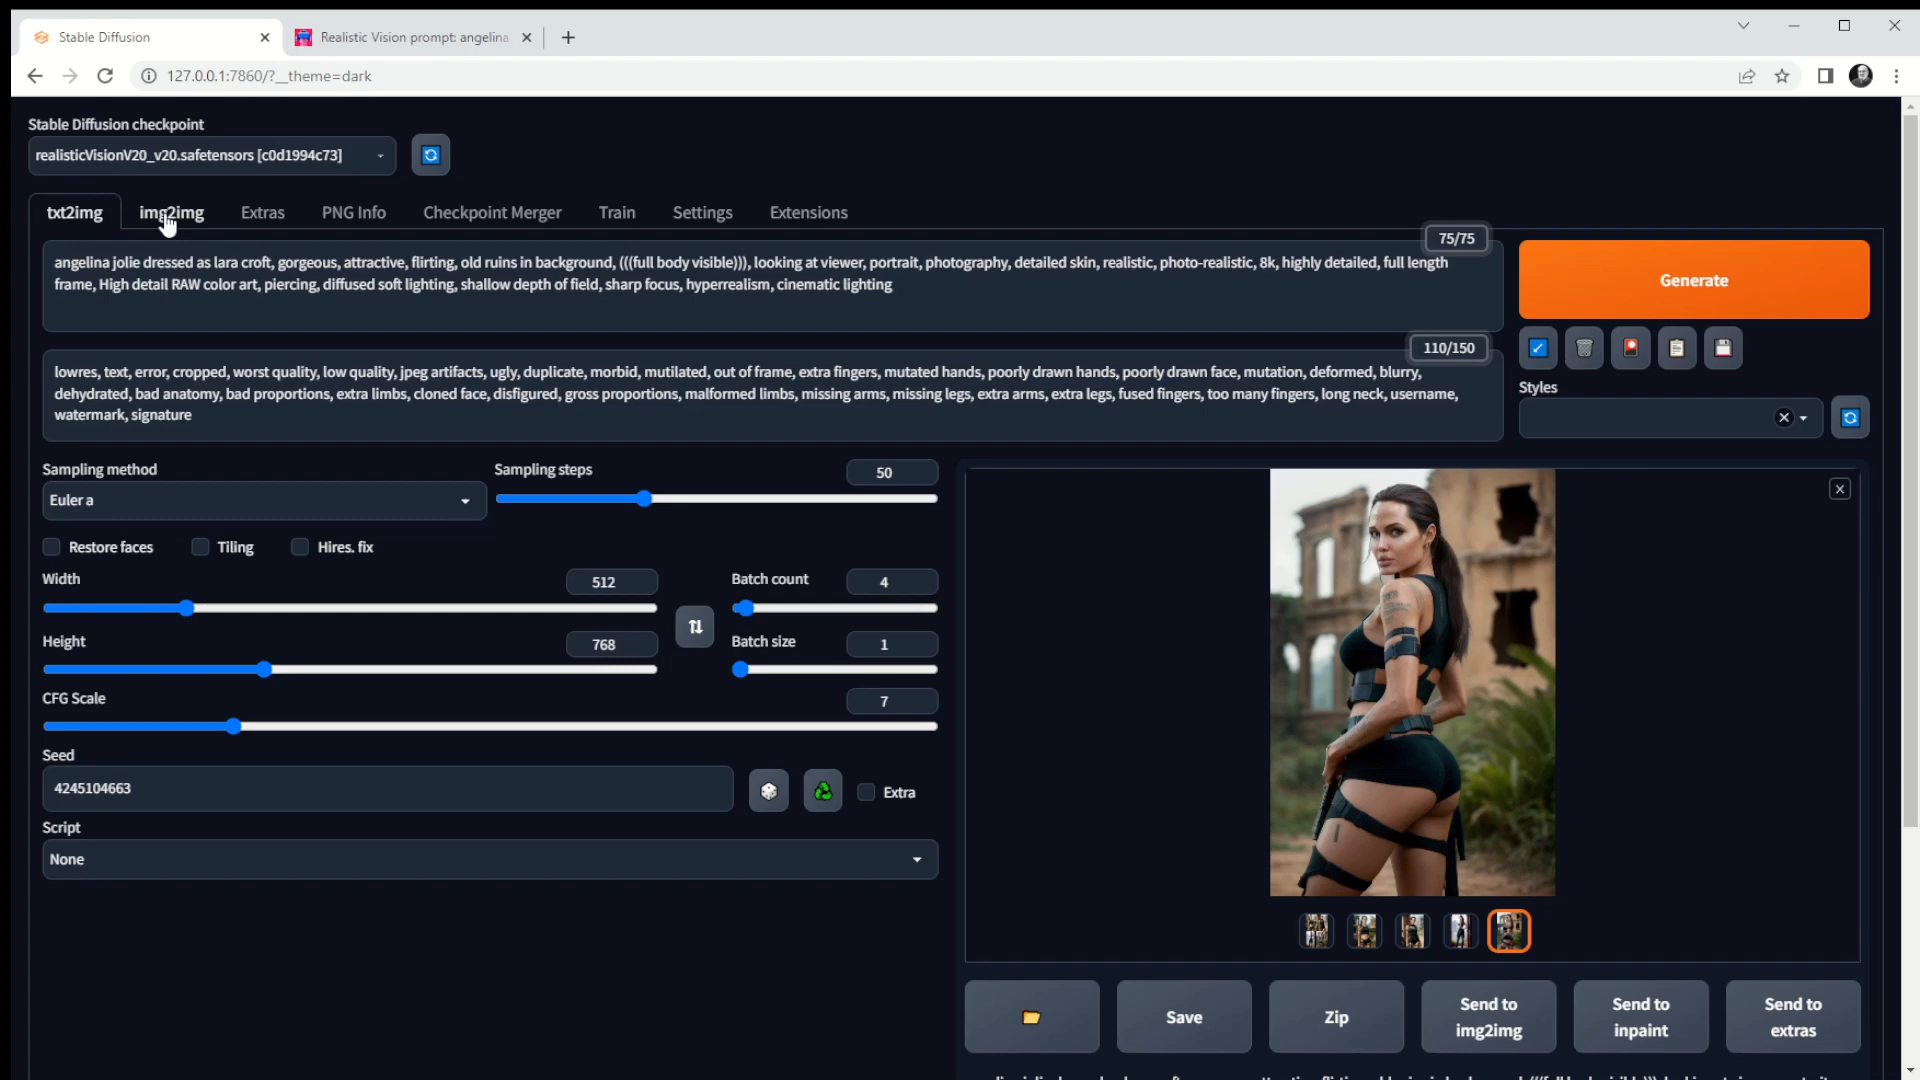 Stable Diffusion
Realistic Vision prompt: angelina
127.0.0.1:7860/?__theme=dark
Stable Diffusion checkpoint
realisticVisionV20_v20.safetensors [c0d1994c73]
txt2img
img2img
Extras
PNG Info
Checkpoint Merger
Train
Settings
Extensions
75/75
angelina jolie dressed as lara croft, gorgeous, attractive, flirting, old ruins in background, (((full body visible))), looking at viewer, portrait, photography, detailed skin, realistic, photo-realistic, 8k, highly detailed, full length
frame, High detail RAW color art, piercing, diffused soft lighting, shallow depth of field, sharp focus, hyperrealism, cinematic lighting
Generate
110/150
lowres, text, error, cropped, worst quality, low quality, jpeg artifacts, ugly, duplicate, morbid, mutilated, out of frame, extra fingers, mutated hands, poorly drawn hands, poorly drawn face, mutation, deformed, blurry,
dehydrated, bad anatomy, bad proportions, extra limbs, cloned face, disfigured, gross proportions, malformed limbs, missing arms, missing legs, extra arms, extra legs, fused fingers, too many fingers, long neck, username,
watermark, signature
Styles
Sampling method
Euler a
Sampling steps
50
Restore faces
Tiling
Hires. fix
Width
512
Batch count
4
Height
768
Batch size
1
CFG Scale
7
Seed
4245104663
Extra
Script
None
Save
Zip
Send to
img2img
Send to
inpaint
Send to
extras